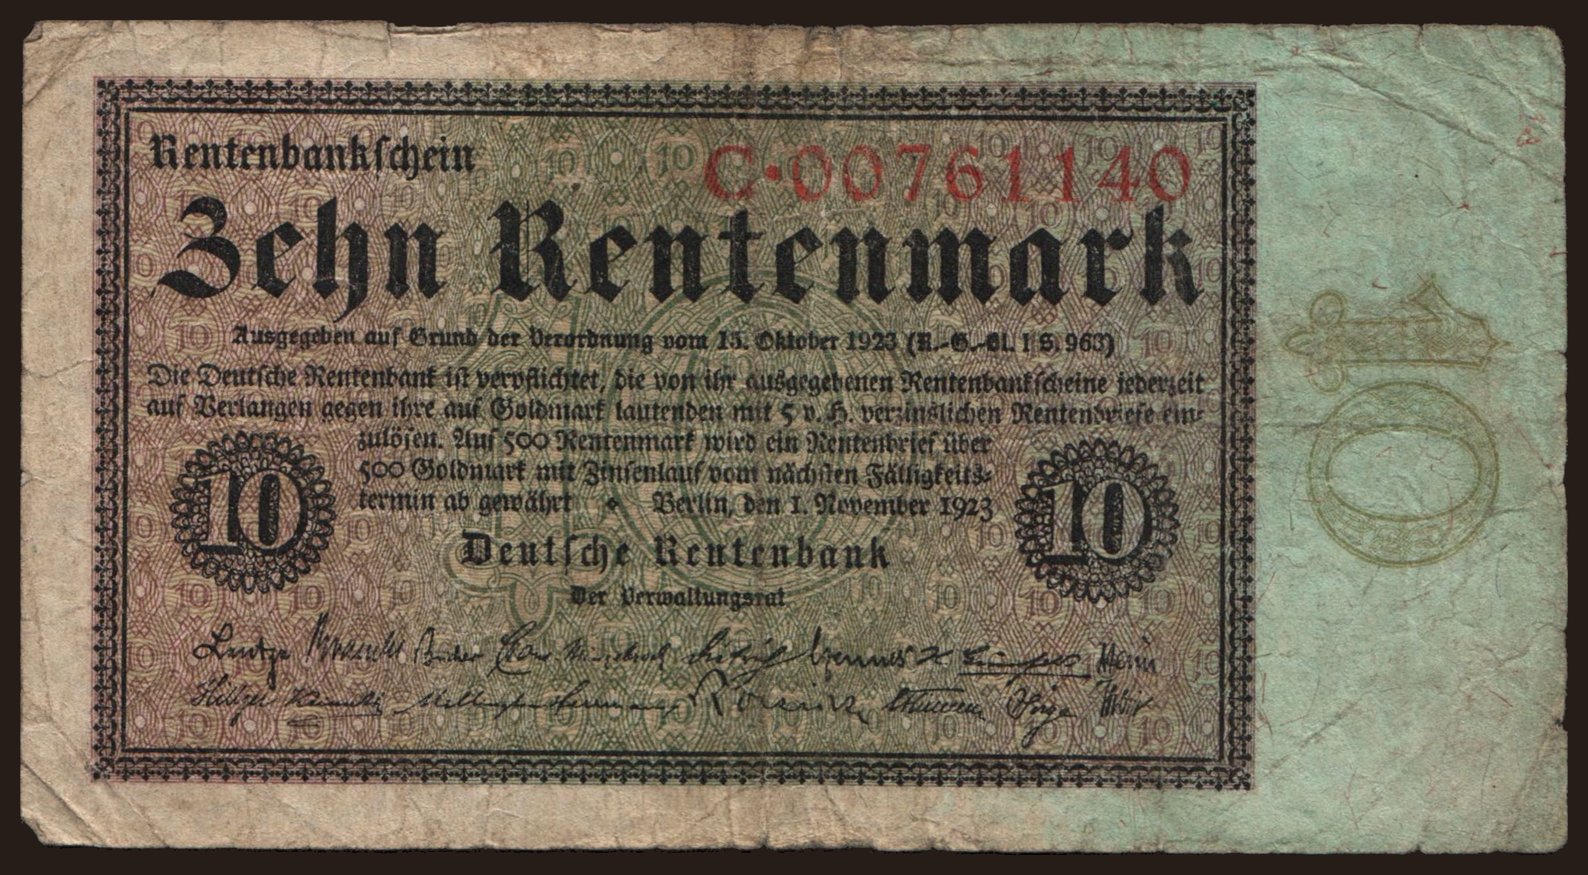 Rentenbankschein
C·00761140
Zehn Rentenmark
Ausgegeben auf Grund der Verordnung vom 15. Oktober 1923 (R.-G.-Bl. I S. 963)
Die Deutsche Rentenbank ist verpflichtet, die von ihr ausgegebenen Rentenbankscheine jederzeit
auf Verlangen gegen ihre auf Goldmark lautenden mit 5 v. H. verzinslichen Rentenbriefe ein-
zulösen. Auf 500 Rentenmark wird ein Rentenbrief über
500 Goldmark mit Zinsenlauf vom nächsten Fälligkeits-
termin ab gewährt Berlin, den 1. November 1923
10
10
Deutsche Rentenbank
Der Verwaltungsrat
Lentze
10